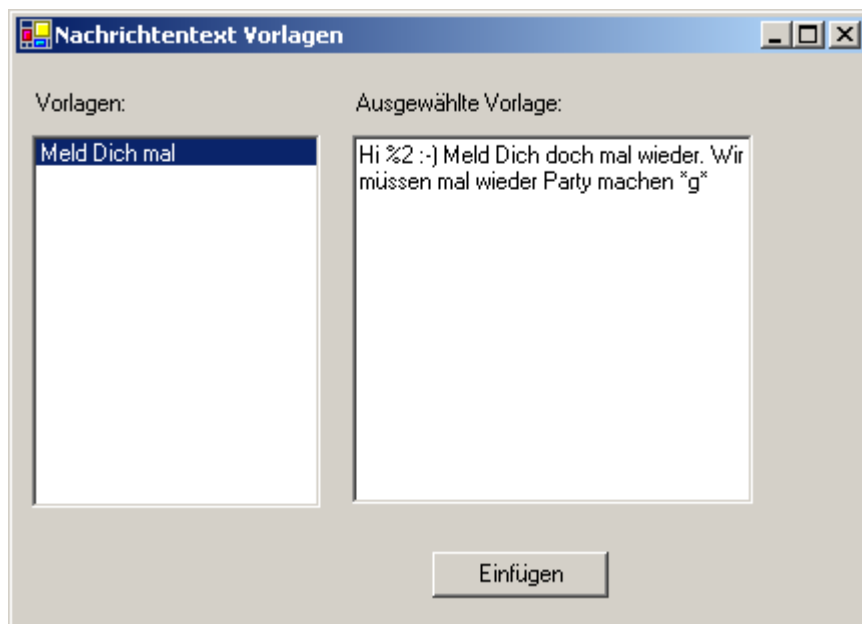 Nachrichtentext Vorlagen
Vorlagen:
Ausgewählte Vorlage:
Meld Dich mal
Hi %2 :-) Meld Dich doch mal wieder. Wir
müssen mal wieder Party machen *g*
Einfügen